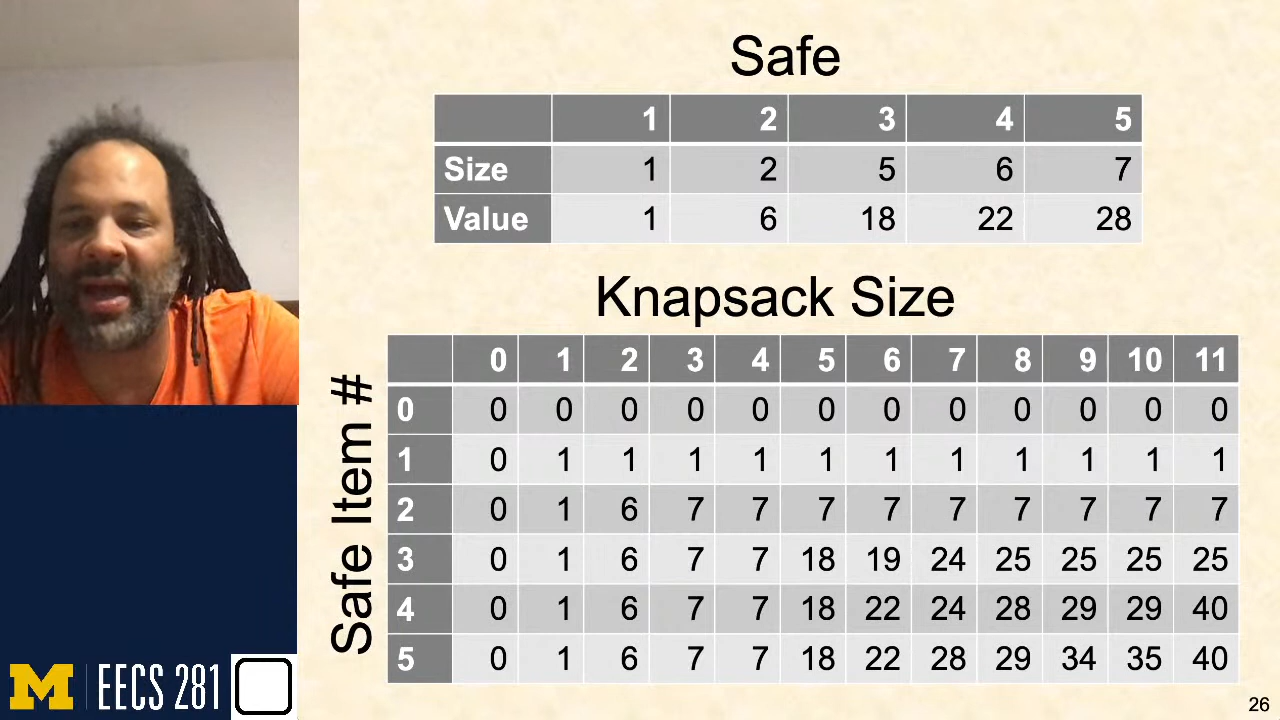 Safe
1 2 3 4 5
Size 1 2 5 6 7
Value 1 6 18 22 28
Knapsack Size
Safe Item #
0 1 2 3 4 5 6 7 8 9 10 11
0 0 0 0 0 0 0 0 0 0 0 0 0
1 0 1 1 1 1 1 1 1 1 1 1 1
2 0 1 6 7 7 7 7 7 7 7 7 7
3 0 1 6 7 7 18 19 24 25 25 25 25
4 0 1 6 7 7 18 22 24 28 29 29 40
5 0 1 6 7 7 18 22 28 29 34 35 40
M EECS 281
26